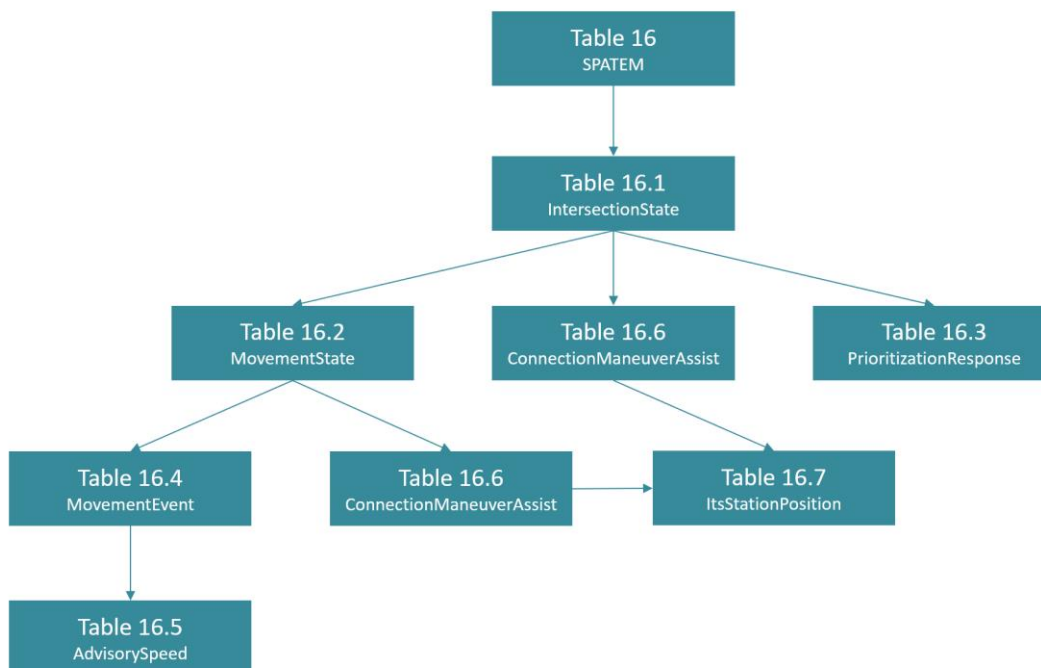 Table 16
SPATEM
Table 16.1
IntersectionState
Table 16.2
MovementState
Table 16.6
ConnectionManeuverAssist
Table 16.3
PrioritizationResponse
Table 16.4
MovementEvent
Table 16.6
ConnectionManeuverAssist
Table 16.7
ItsStationPosition
Table 16.5
AdvisorySpeed